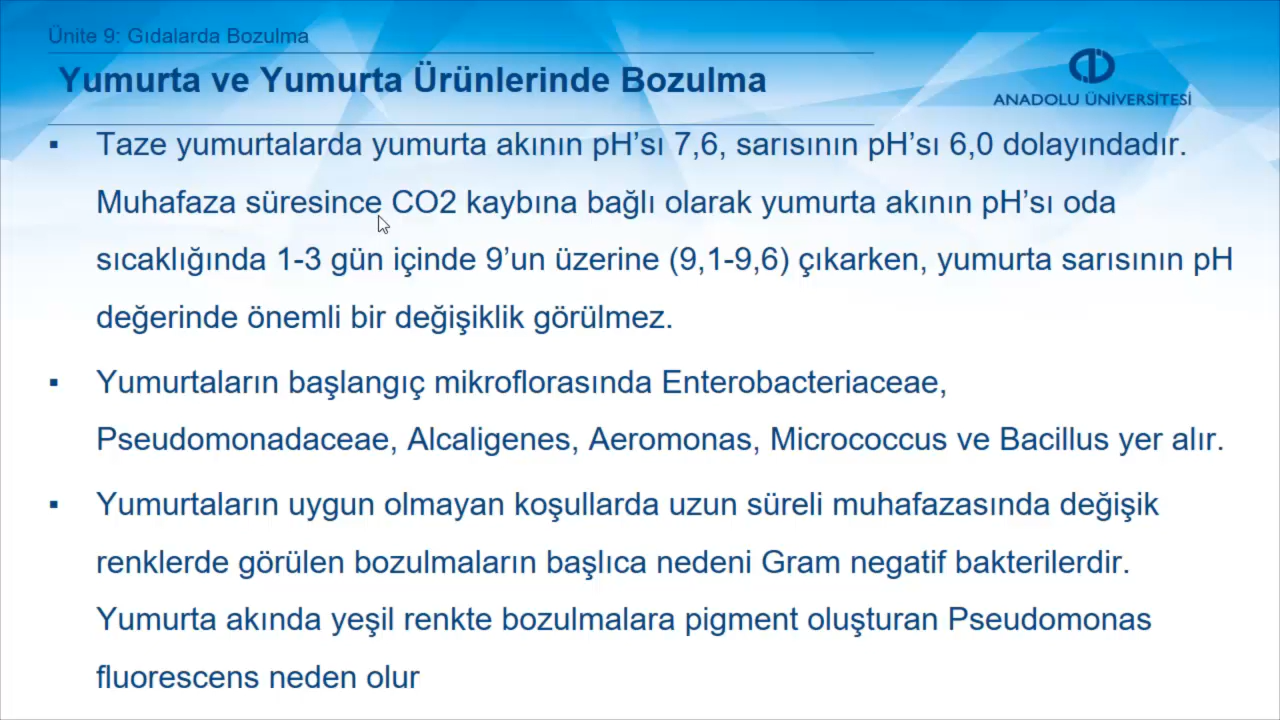 Ünite 9: Gıdalarda Bozulma
Yumurta ve Yumurta Ürünlerinde Bozulma
ANADOLU ÜNİVERSİTESİ
▪ Taze yumurtalarda yumurta akının pH’sı 7,6, sarısının pH’sı 6,0 dolayındadır.
Muhafaza süresince CO2 kaybına bağlı olarak yumurta akının pH’sı oda
sıcaklığında 1-3 gün içinde 9’un üzerine (9,1-9,6) çıkarken, yumurta sarısının pH
değerinde önemli bir değişiklik görülmez.
▪ Yumurtaların başlangıç mikroflorasında Enterobacteriaceae,
Pseudomonadaceae, Alcaligenes, Aeromonas, Micrococcus ve Bacillus yer alır.
▪ Yumurtaların uygun olmayan koşullarda uzun süreli muhafazasında değişik
renklerde görülen bozulmaların başlıca nedeni Gram negatif bakterilerdir.
Yumurta akında yeşil renkte bozulmalara pigment oluşturan Pseudomonas
fluorescens neden olur